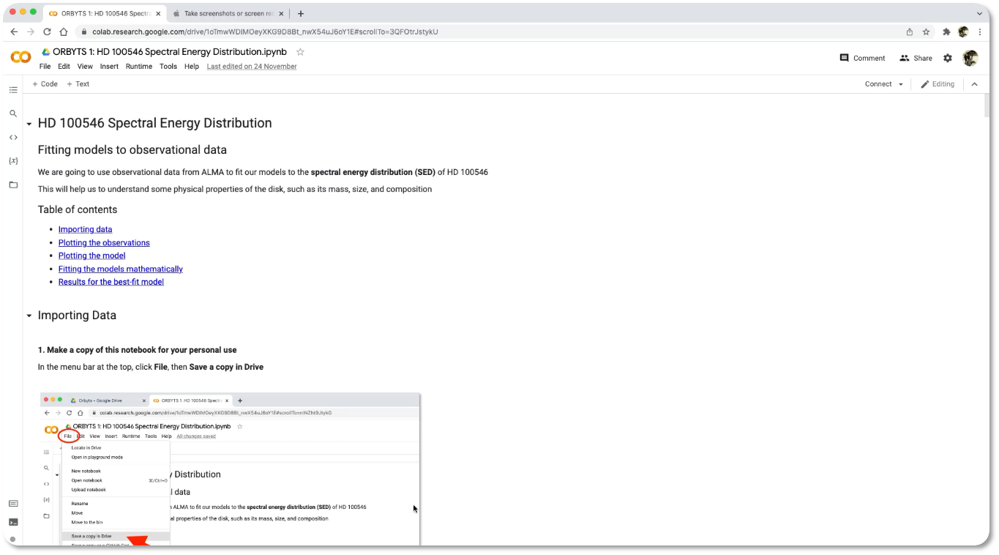 ORBYTS 1: HD 100546 Spectra
Take screenshots or screen rec
colab.research.google.com/drive/1oTmwWDIMOeyXKG9D8Bt_nwX54uJ6oY1E#scrollTo=3QFOtrJstykU
ORBYTS 1: HD 100546 Spectral Energy Distribution.ipynb
Comment
Share
File Edit View Insert Runtime Tools Help Last edited on 24 November
+ Code + Text
Connect
Editing
HD 100546 Spectral Energy Distribution
Fitting models to observational data
We are going to use observational data from ALMA to fit our models to the spectral energy distribution (SED) of HD 100546
This will help us to understand some physical properties of the disk, such as its mass, size, and composition
Table of contents
• Importing data
• Plotting the observations
• Plotting the model
• Fitting the models mathematically
• Results for the best-fit model
Importing Data
1. Make a copy of this notebook for your personal use
In the menu bar at the top, click File, then Save a copy in Drive
Orbyts - Google Drive
ORBYTS 1: HD 100546 Spectr
colab.research.google.com/drive/1oTmwWDIMOeyXKG9D8Bt_nwX54uJ6oY1E#scrollTo=nINZht9JtykG
ORBYTS 1: HD 100546 Spectral Energy Distribution.ipynb
File Edit View Insert Runtime Tools Help All changes saved
Locate in Drive
Open in playground mode
New notebook
Open notebook ⌘/Ctrl+O
Upload notebook
Rename
Move
Move to the bin
Save a copy in Drive
y Distribution
l data
ALMA to fit our models to the spectral energy distribution (SED) of HD 100546
al properties of the disk, such as its mass, size, and composition